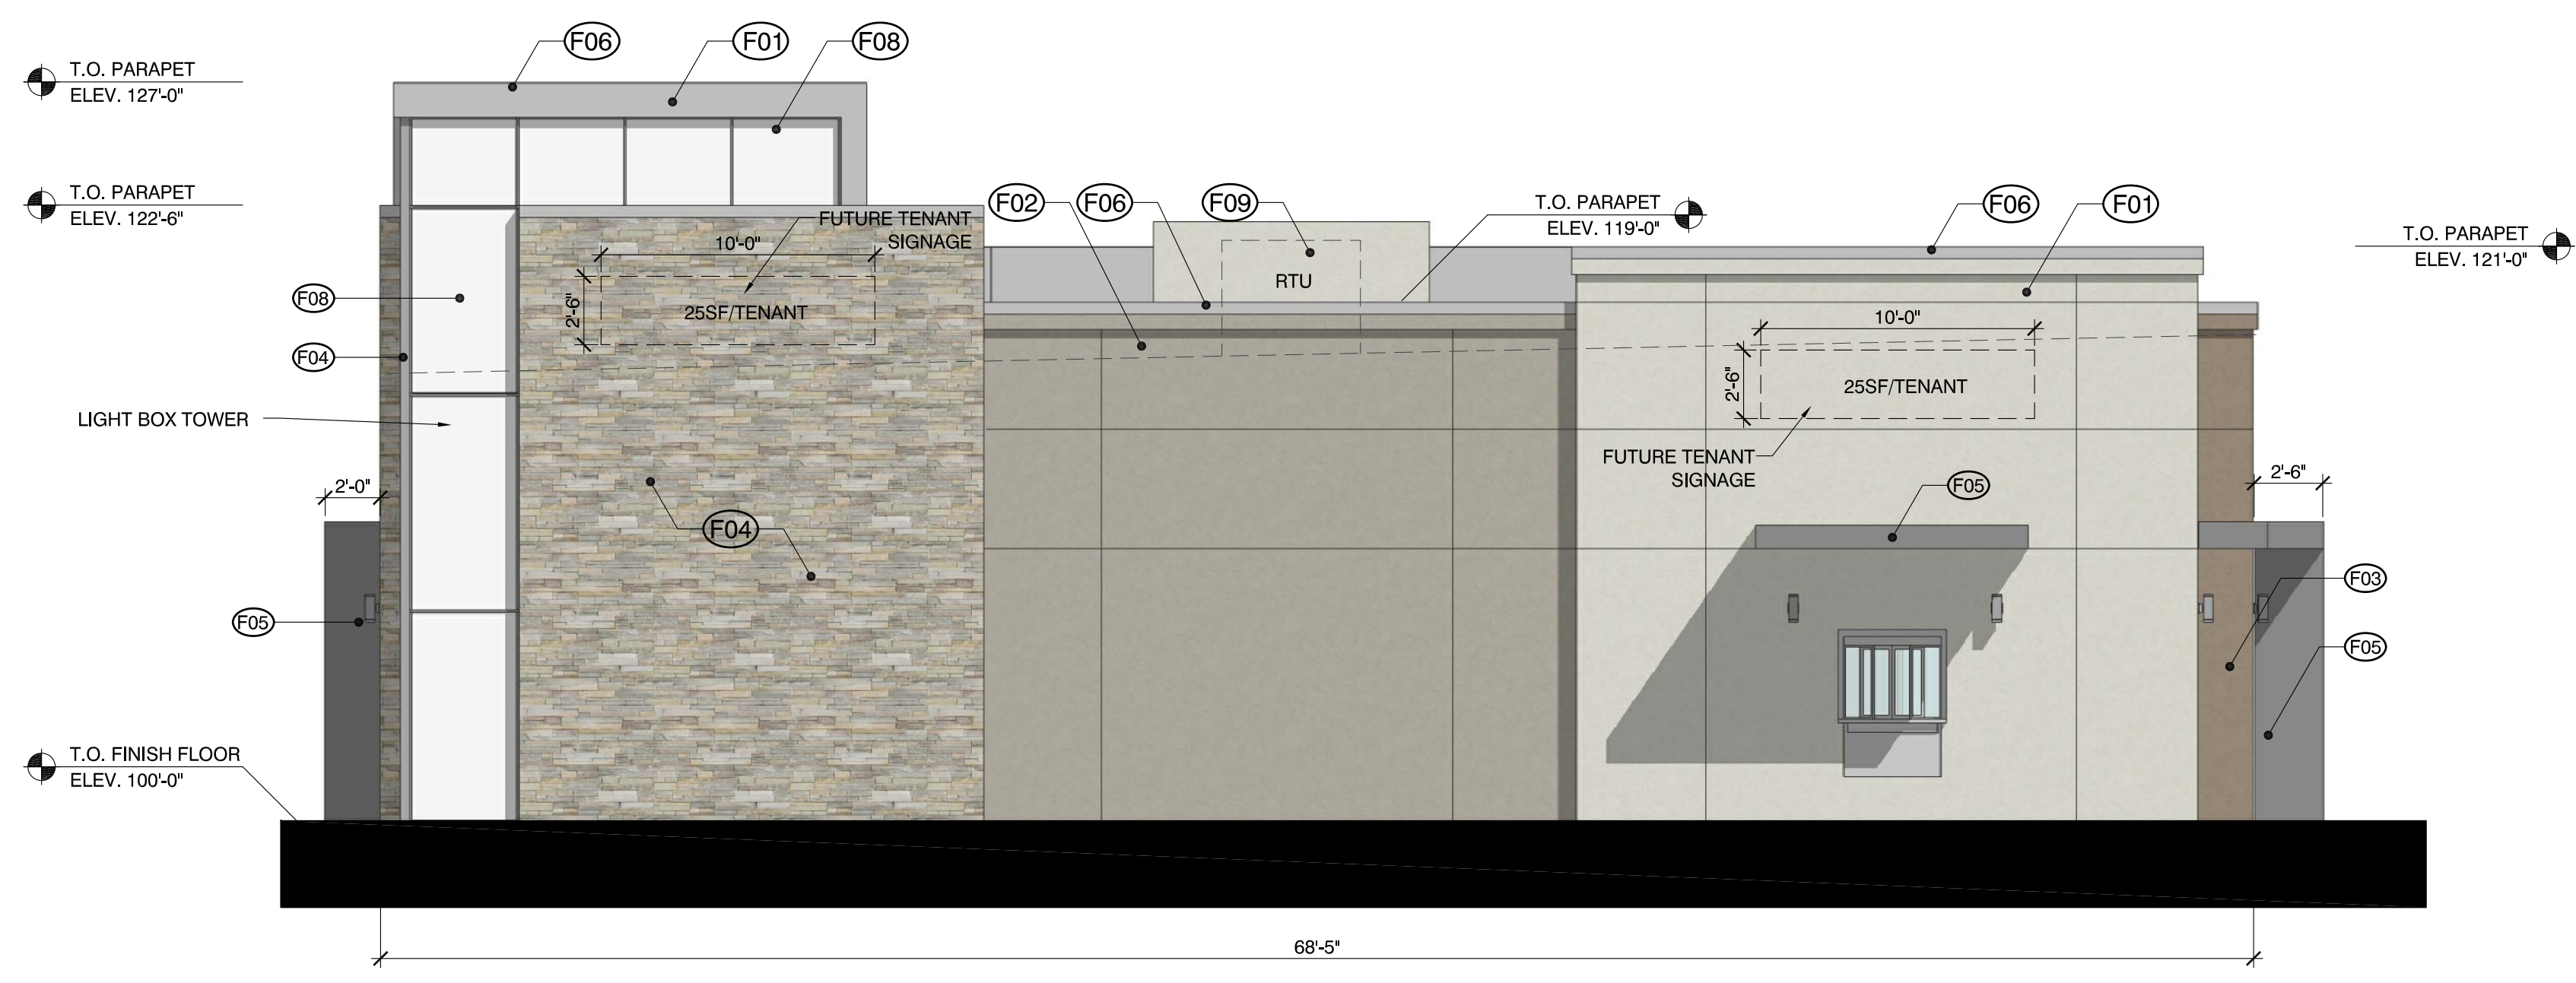 F06
F01
F08
T.O. PARAPET
ELEV. 127'-0"
T.O. PARAPET
ELEV. 122'-6"
F02
F06
F09
T.O. PARAPET
ELEV. 119'-0"
F06
F01
T.O. PARAPET
ELEV. 121'-0"
FUTURE TENANT
SIGNAGE
10'-0"
2'-6"
25SF/TENANT
RTU
F08
F04
10'-0"
2'-6"
25SF/TENANT
LIGHT BOX TOWER
FUTURE TENANT
SIGNAGE
2'-0"
F04
F05
2'-6"
F05
F03
F05
T.O. FINISH FLOOR
ELEV. 100'-0"
68'-5"